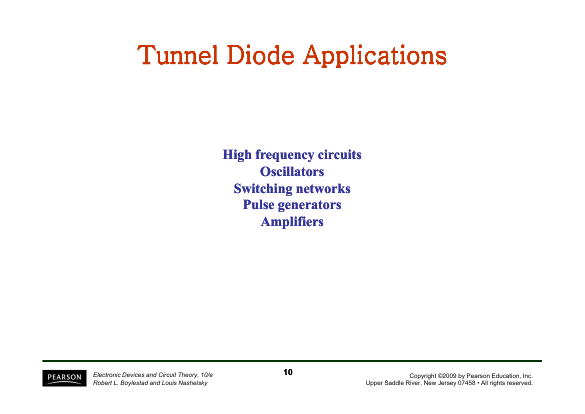 Tunnel Diode Applications
High frequency circuits
Oscillators
Switching networks
Pulse generators
Amplifiers
PEARSON
Electronic Devices and Circuit Theory, 10/e
Robert L. Boylestad and Louis Nashelsky
10
Copyright ©2009 by Pearson Education, Inc.
Upper Saddle River, New Jersey 07458 • All rights reserved.